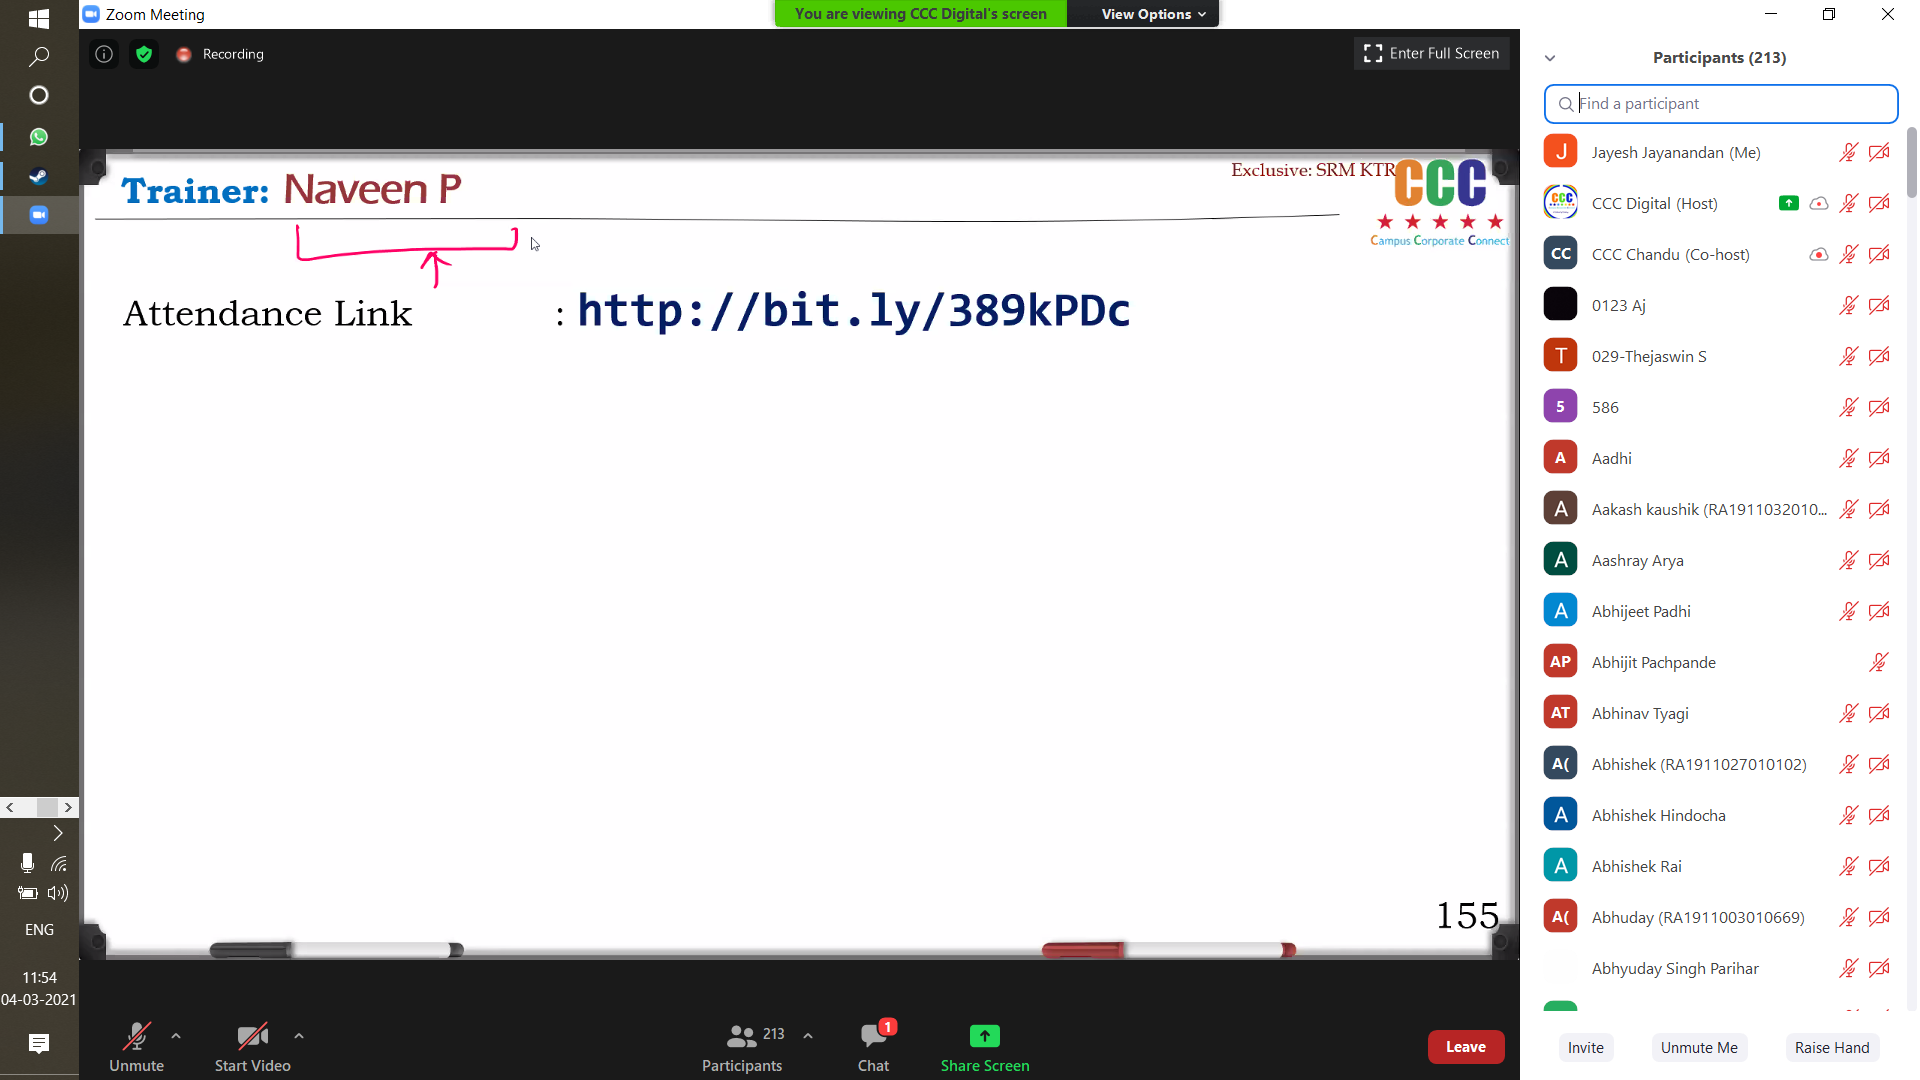 Zoom Meeting
You are viewing CCC Digital's screen
View Options
Recording
Enter Full Screen
Trainer: Naveen P
Exclusive: SRM KTR
CCC
Campus Corporate Connect
Attendance Link : http://bit.ly/389kPDc
155
Participants (213)
Find a participant
J Jayesh Jayanandan (Me)
CCC Digital (Host)
CC CCC Chandu (Co-host)
0123 Aj
T 029-Thejaswin S
5 586
A Aadhi
A Aakash kaushik (RA1911032010...
A Aashray Arya
A Abhijeet Padhi
AP Abhijit Pachpande
AT Abhinav Tyagi
A( Abhishek (RA1911027010102)
A Abhishek Hindocha
A Abhishek Rai
A( Abhuday (RA1911003010669)
Abhyuday Singh Parihar
Invite
Unmute Me
Raise Hand
Unmute
Start Video
213
Participants
1
Chat
Share Screen
Leave
ENG
11:54
04-03-2021